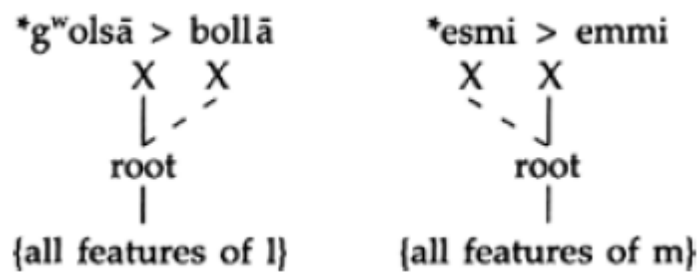 *gʷolsā > bollā *esmi > emmi
X X X X
root root
{all features of l} {all features of m}